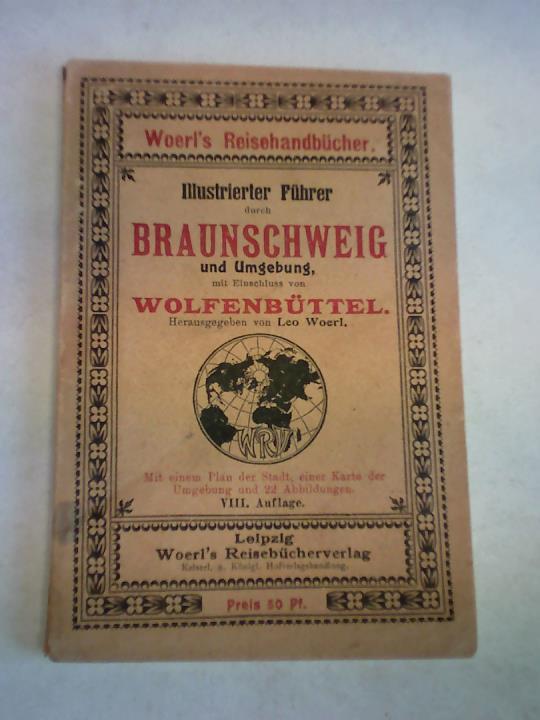 Woerl's Reisehandbücher.
Illustrierter Führer
durch
BRAUNSCHWEIG
und Umgebung,
mit Einschluss von
WOLFENBÜTTEL.
Herausgegeben von Leo Woerl.
WRV
Mit einem Plan der Stadt, einer Karte der
Umgebung und 22 Abbildungen.
VIII. Auflage.
Leipzig
Woerl's Reisebücherverlag
Kaiserl. u. Königl. Hofverlagshandlung.
Preis 50 Pf.